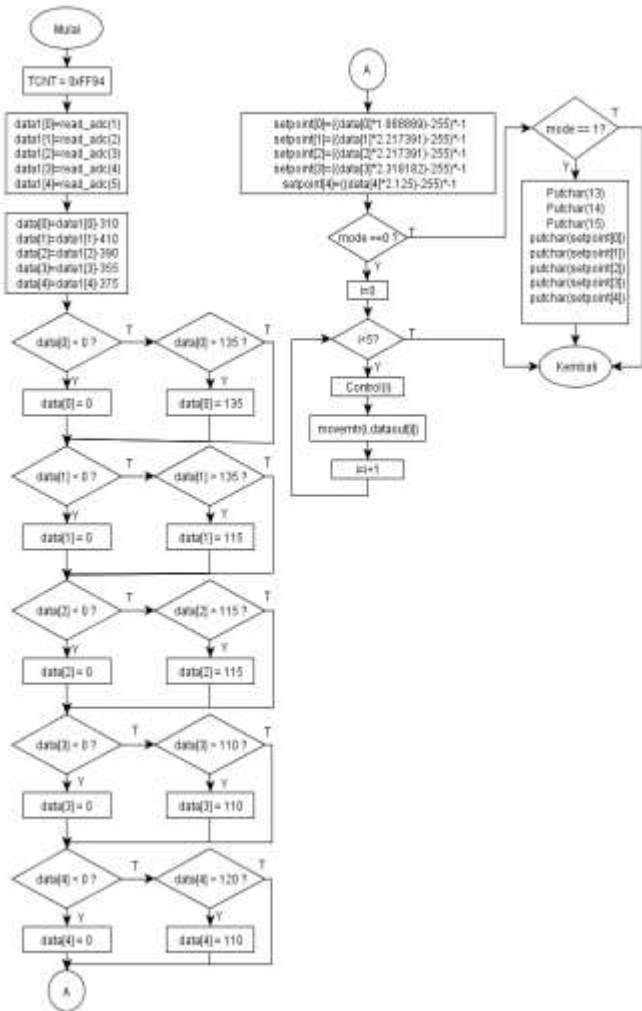 Mulai
TCNT = 0xFF94
data1[0]=read_adc(1)
data1[1]=read_adc(2)
data1[2]=read_adc(3)
data1[3]=read_adc(4)
data1[4]=read_adc(5)
data[0]=data1[0]-310
data[1]=data1[1]-410
data[2]=data1[2]-390
data[3]=data1[3]-355
data[4]=data1[4]-375
data[0] < 0 ?
T
data[0] > 135 ?
T
Y
Y
data[0] = 0
data[0] = 135
data[1] < 0 ?
T
data[1] > 135 ?
T
Y
Y
data[1] = 0
data[1] = 115
data[2] < 0 ?
T
data[2] > 115 ?
T
Y
Y
data[2] = 0
data[2] = 115
data[3] < 0 ?
T
data[3] > 110 ?
T
Y
Y
data[3] = 0
data[3] = 110
data[4] < 0 ?
T
data[4] > 120 ?
T
Y
Y
data[4] = 0
data[4] = 110
A
A
setpoint[0]=((data[0]*1.888889)-255)*-1
setpoint[1]=((data[1]*2.217391)-255)*-1
setpoint[2]=((data[2]*2.217391)-255)*-1
setpoint[3]=((data[3]*2.318182)-255)*-1
setpoint[4]=((data[4]*2.125)-255)*-1
mode ==0 ?
T
Y
i=0
i<5?
T
Y
Control(i)
movemtr(i,dataout[i])
i=i+1
mode == 1?
T
Y
Putchar(13)
Putchar(14)
Putchar(15)
putchar(setpoint[0])
putchar(setpoint[1])
putchar(setpoint[2])
putchar(setpoint[3])
putchar(setpoint[4])
Kembali